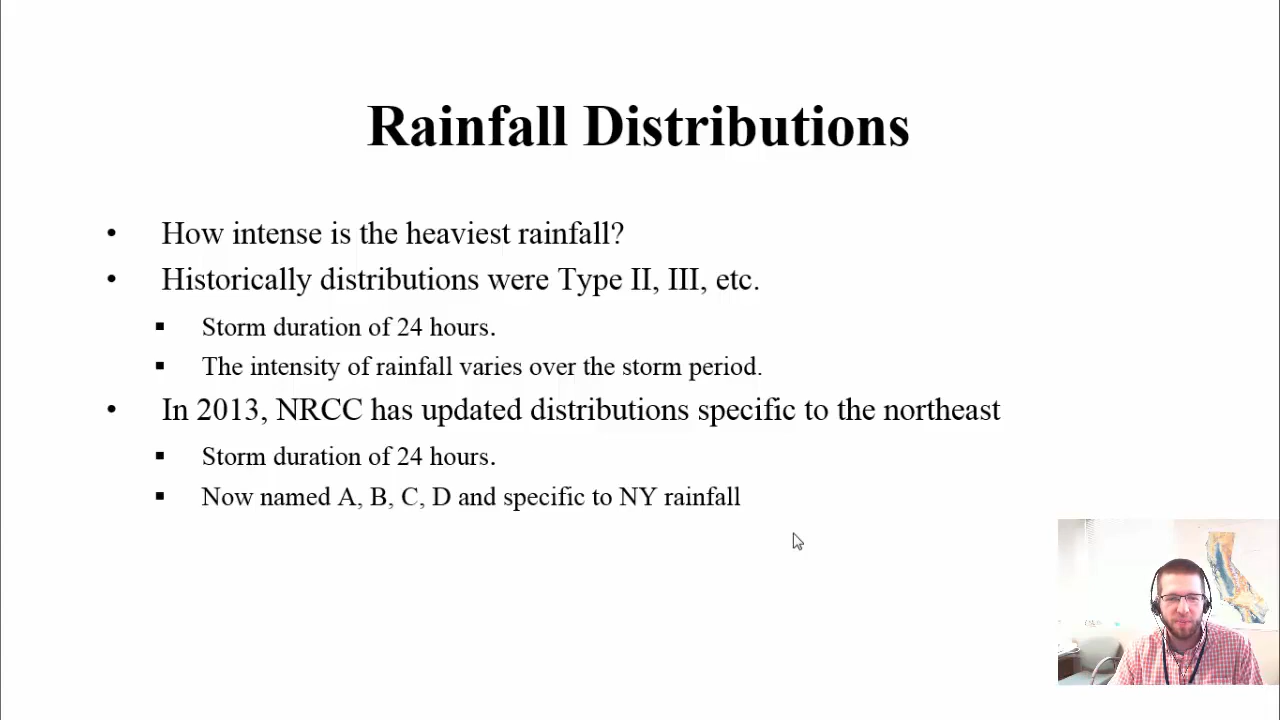 Rainfall Distributions
• How intense is the heaviest rainfall?
• Historically distributions were Type II, III, etc.
▪ Storm duration of 24 hours.
▪ The intensity of rainfall varies over the storm period.
• In 2013, NRCC has updated distributions specific to the northeast
▪ Storm duration of 24 hours.
▪ Now named A, B, C, D and specific to NY rainfall